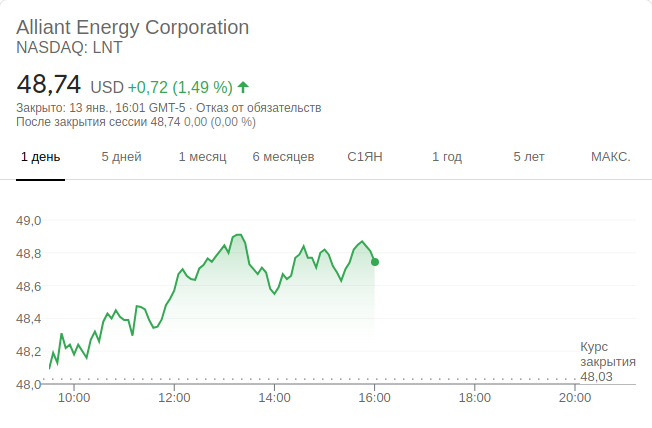 Alliant Energy Corporation
NASDAQ: LNT
48,74 USD +0,72 (1,49 %)
Закрыто: 13 янв., 16:01 GMT-5 · Отказ от обязательств
После закрытия сессии 48,74 0,00 (0,00 %)
1 день 5 дней 1 месяц 6 месяцев С1ЯН 1 год 5 лет МАКС.
49,0
48,8
48,6
48,4
48,2
48,0
Курс
закрытия
48,03
10:00 12:00 14:00 16:00 18:00 20:00